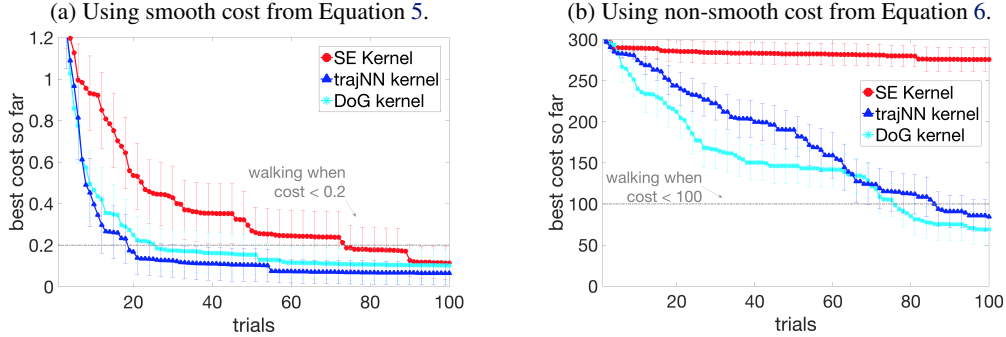 (a) Using smooth cost from Equation 5.
1.2
1
0.8
0.6
0.4
0.2
0
best cost so far
SE Kernel
trajNN kernel
DoG kernel
walking when
cost < 0.2
20
40
60
80
100
trials
(b) Using non-smooth cost from Equation 6.
300
250
200
150
100
50
0
best cost so far
SE Kernel
trajNN kernel
DoG kernel
walking when
cost < 100
20
40
60
80
100
trials